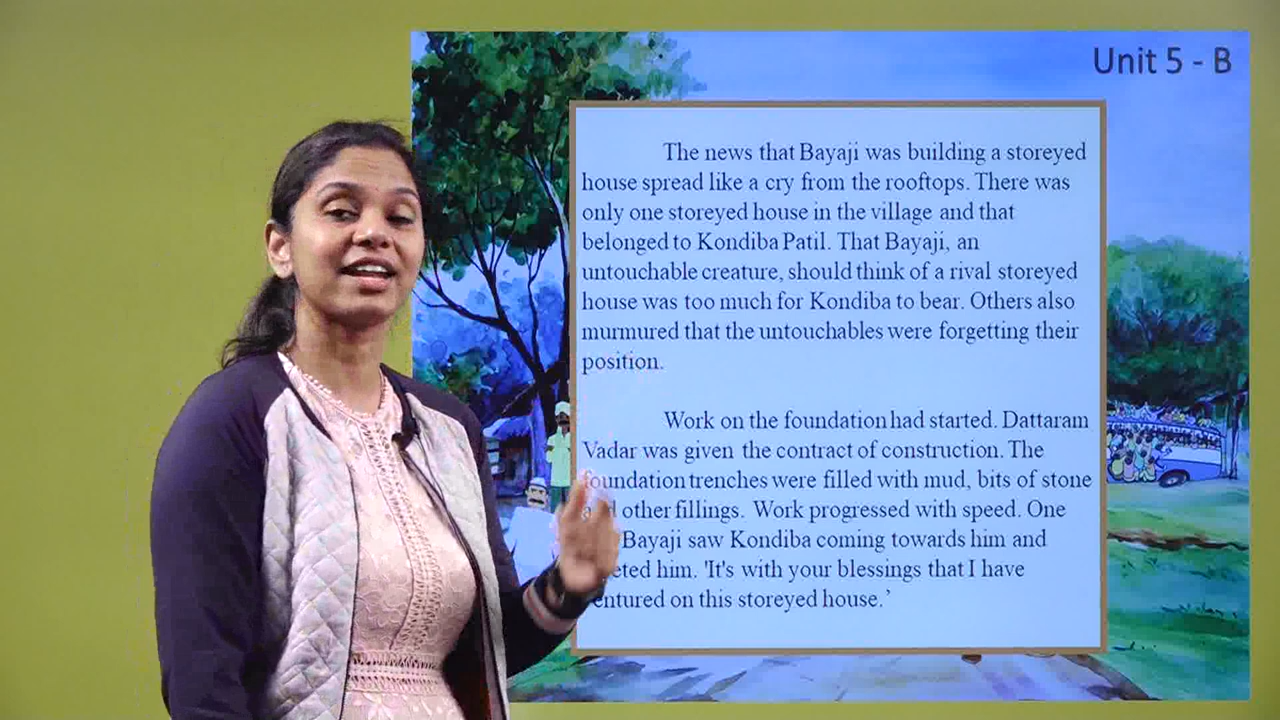 Unit 5 - B
The news that Bayaji was building a storeyed
house spread like a cry from the rooftops. There was
only one storeyed house in the village and that
belonged to Kondiba Patil. That Bayaji, an
untouchable creature, should think of a rival storeyed
house was too much for Kondiba to bear. Others also
murmured that the untouchables were forgetting their
position.
Work on the foundation had started. Dattaram
Vadar was given the contract of construction. The
foundation trenches were filled with mud, bits of stone
other fillings. Work progressed with speed. One
Bayaji saw Kondiba coming towards him and
him. 'It's with your blessings that I have
on this storeyed house.’